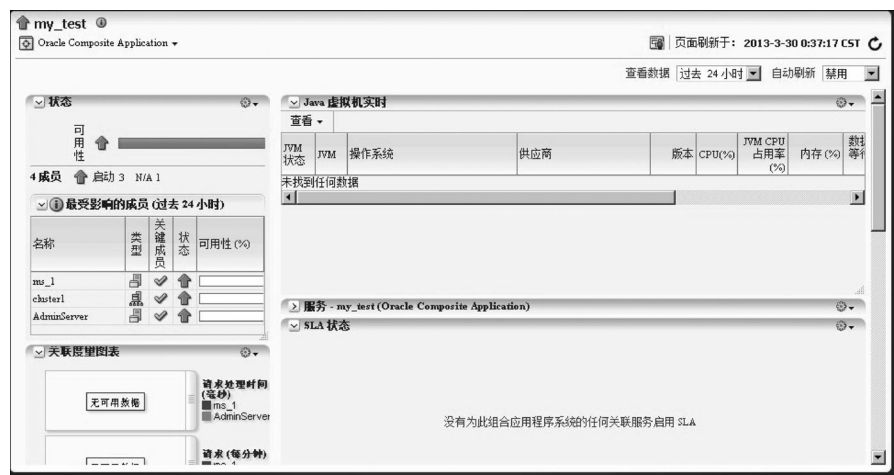 my_test
Oracle Composite Application
页面刷新于： 2013-3-30 0:37:17 CST
查看数据 过去 24 小时 自动刷新 禁用
状态
可用性
4 成员 启动 3 N/A 1
最受影响的成员 (过去 24 小时)
名称 类型 关键成员 状态 可用性 (%)
ms_1
cluster1
AdminServer
关联度量图表
无可用数据
请求处理时间 (毫秒)
ms_1
AdminServer
请求 (每分钟)
Java 虚拟机实时
查看
JVM 状态 JVM 操作系统 供应商 版本 CPU(%) JVM CPU 占用率 (%) 内存 (%)
未找到任何数据
服务 - my_test (Oracle Composite Application)
SLA 状态
没有为此组合应用程序系统的任何关联服务启用 SLA